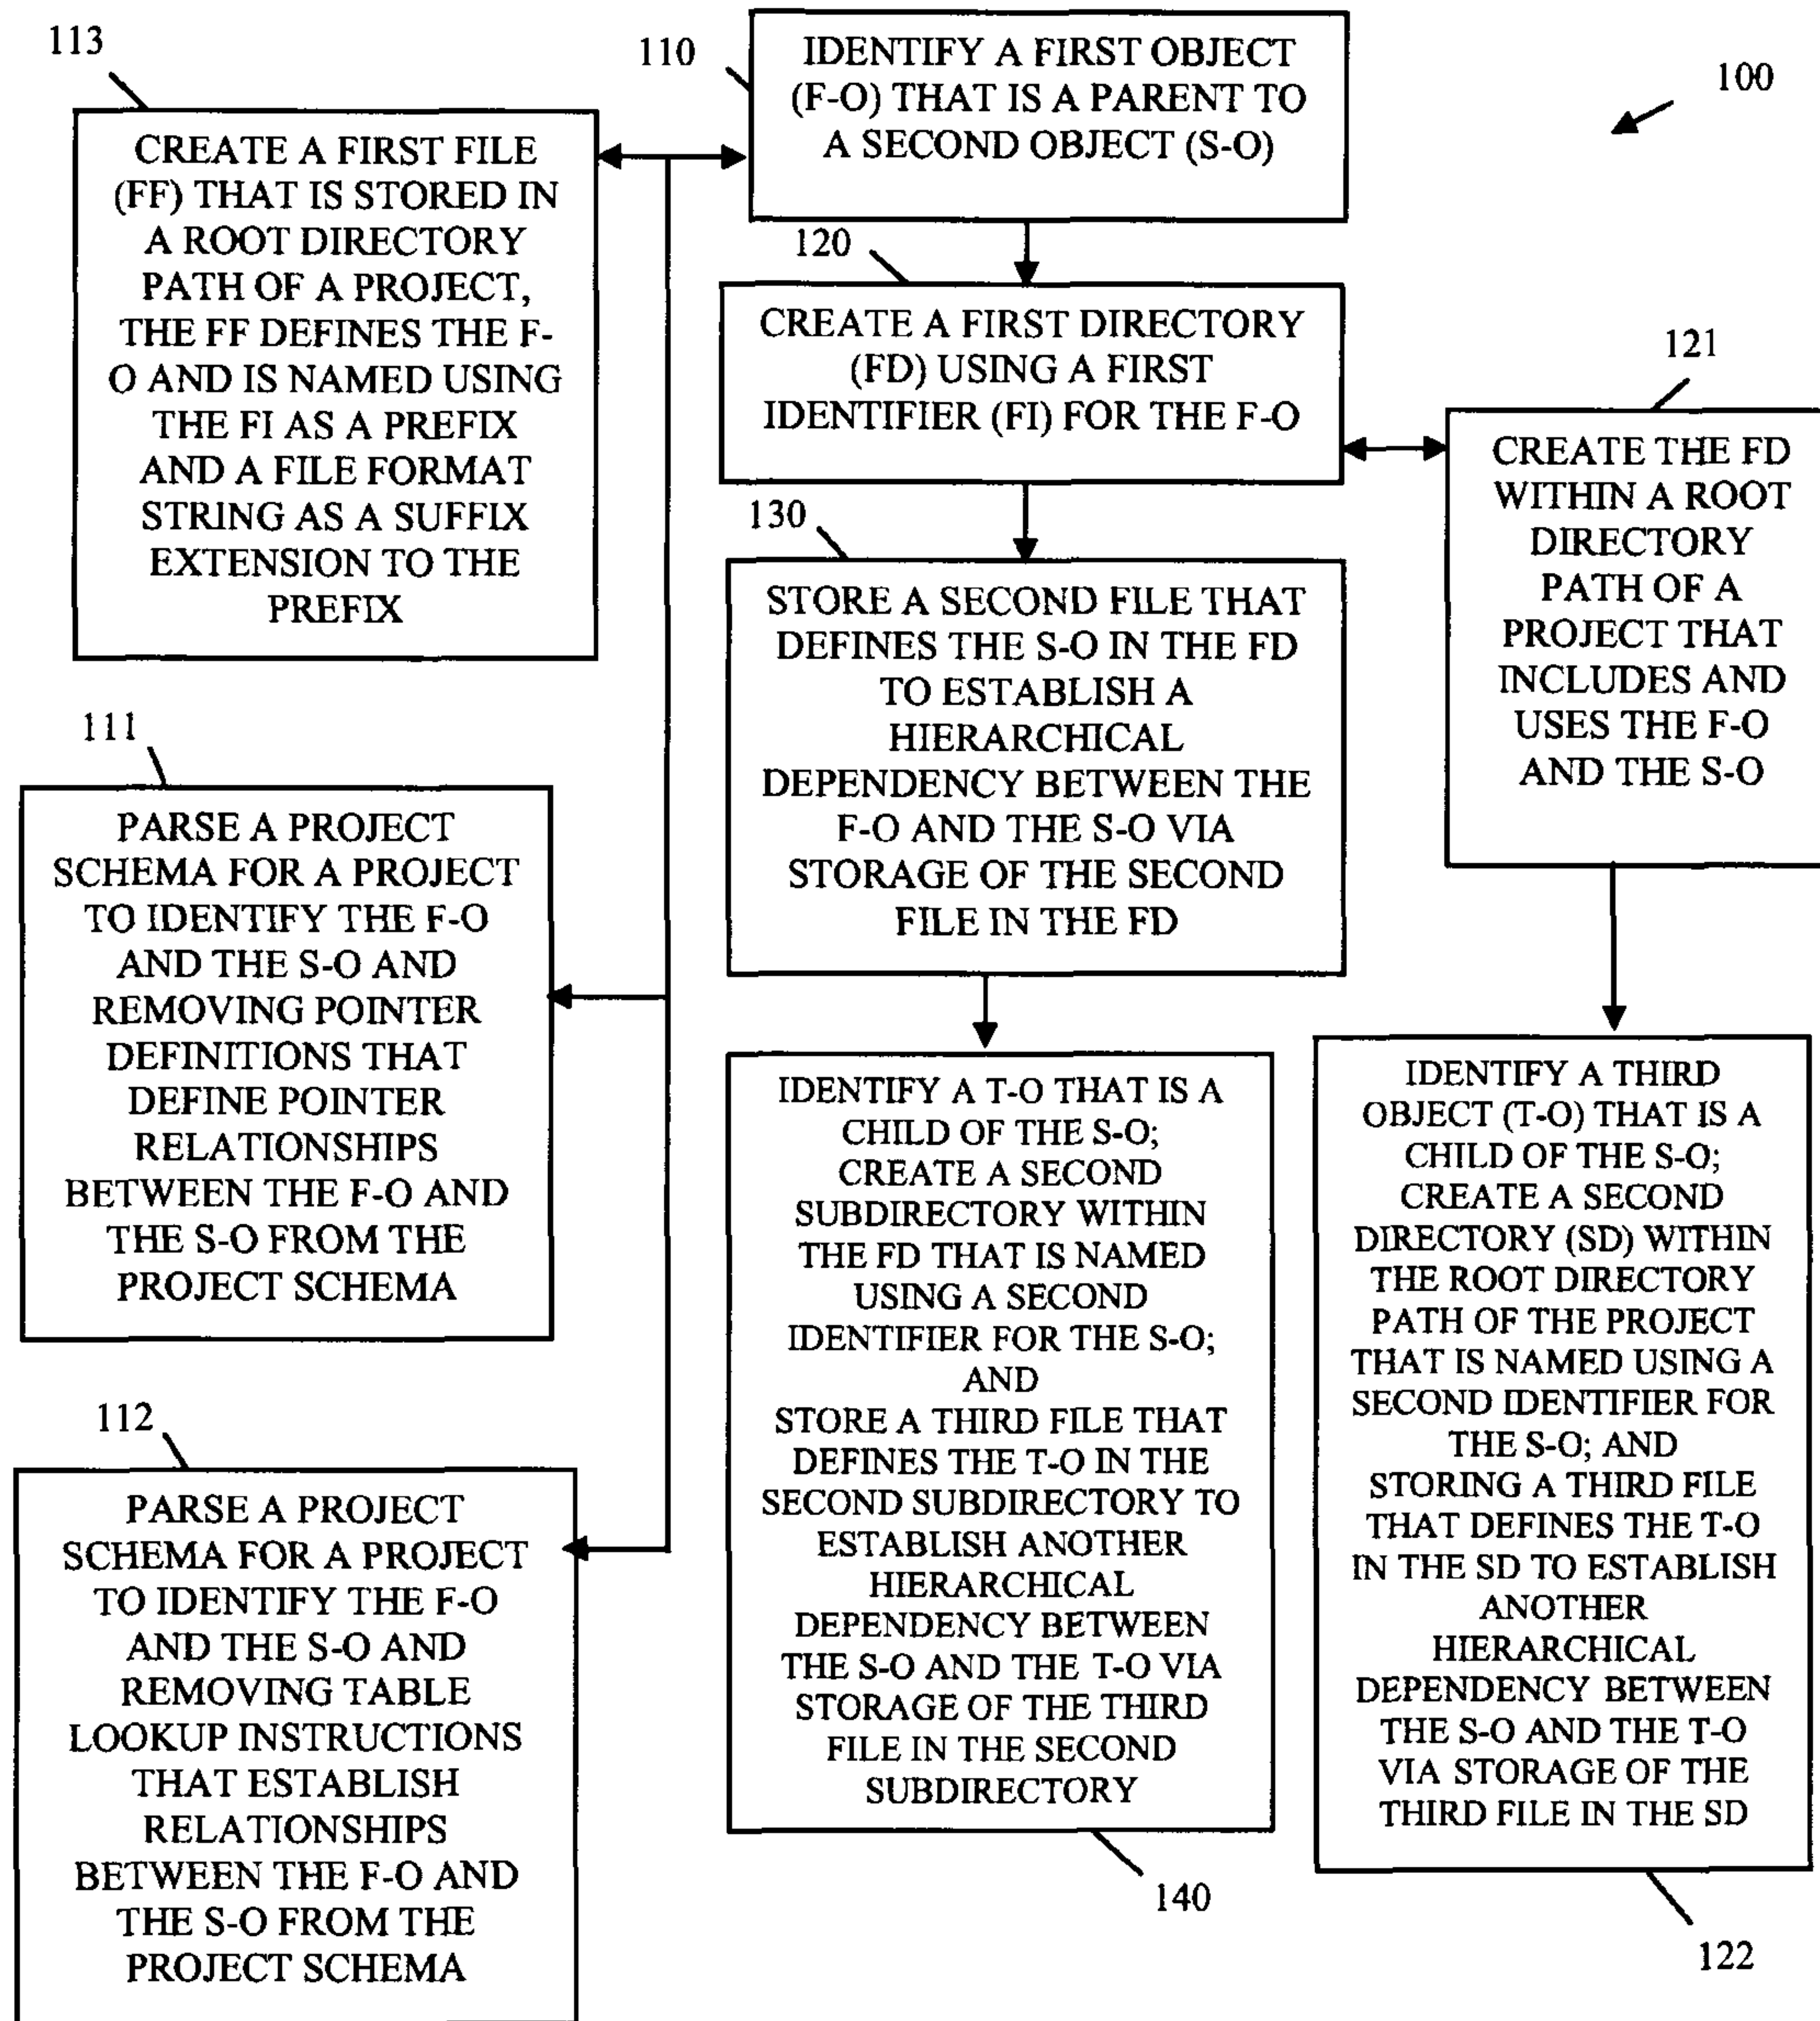 113
CREATE A FIRST FILE
(FF) THAT IS STORED IN
A ROOT DIRECTORY
PATH OF A PROJECT,
THE FF DEFINES THE F-
O AND IS NAMED USING
THE FI AS A PREFIX
AND A FILE FORMAT
STRING AS A SUFFIX
EXTENSION TO THE
PREFIX
110
IDENTIFY A FIRST OBJECT
(F-O) THAT IS A PARENT TO
A SECOND OBJECT (S-O)
100
120
CREATE A FIRST DIRECTORY
(FD) USING A FIRST
IDENTIFIER (FI) FOR THE F-O
121
CREATE THE FD
WITHIN A ROOT
DIRECTORY
PATH OF A
PROJECT THAT
INCLUDES AND
USES THE F-O
AND THE S-O
130
STORE A SECOND FILE THAT
DEFINES THE S-O IN THE FD
TO ESTABLISH A
HIERARCHICAL
DEPENDENCY BETWEEN THE
F-O AND THE S-O VIA
STORAGE OF THE SECOND
FILE IN THE FD
111
PARSE A PROJECT
SCHEMA FOR A PROJECT
TO IDENTIFY THE F-O
AND THE S-O AND
REMOVING POINTER
DEFINITIONS THAT
DEFINE POINTER
RELATIONSHIPS
BETWEEN THE F-O AND
THE S-O FROM THE
PROJECT SCHEMA
112
PARSE A PROJECT
SCHEMA FOR A PROJECT
TO IDENTIFY THE F-O
AND THE S-O AND
REMOVING TABLE
LOOKUP INSTRUCTIONS
THAT ESTABLISH
RELATIONSHIPS
BETWEEN THE F-O AND
THE S-O FROM THE
PROJECT SCHEMA
IDENTIFY A T-O THAT IS A
CHILD OF THE S-O;
CREATE A SECOND
SUBDIRECTORY WITHIN
THE FD THAT IS NAMED
USING A SECOND
IDENTIFIER FOR THE S-O;
AND
STORE A THIRD FILE THAT
DEFINES THE T-O IN THE
SECOND SUBDIRECTORY TO
ESTABLISH ANOTHER
HIERARCHICAL
DEPENDENCY BETWEEN
THE S-O AND THE T-O VIA
STORAGE OF THE THIRD
FILE IN THE SECOND
SUBDIRECTORY
140
IDENTIFY A THIRD
OBJECT (T-O) THAT IS A
CHILD OF THE S-O;
CREATE A SECOND
DIRECTORY (SD) WITHIN
THE ROOT DIRECTORY
PATH OF THE PROJECT
THAT IS NAMED USING A
SECOND IDENTIFIER FOR
THE S-O; AND
STORING A THIRD FILE
THAT DEFINES THE T-O
IN THE SD TO ESTABLISH
ANOTHER
HIERARCHICAL
DEPENDENCY BETWEEN
THE S-O AND THE T-O
VIA STORAGE OF THE
THIRD FILE IN THE SD
122